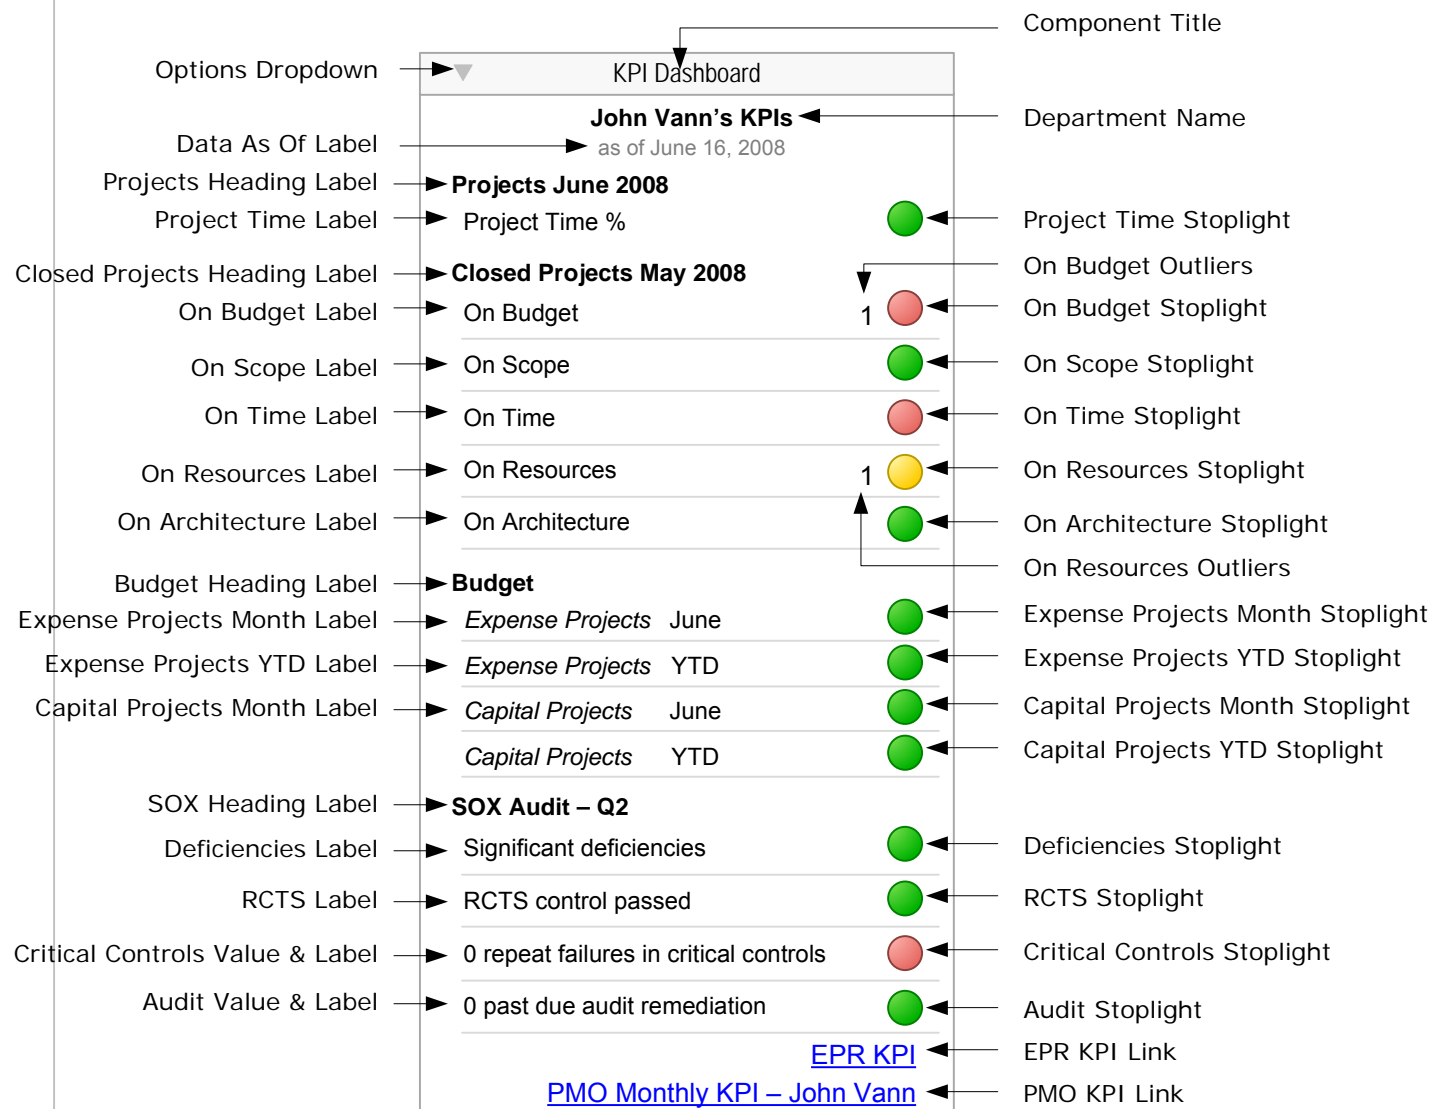 Component Title
Options Dropdown KPI Dashboard
John Vann's KPIs Department Name
Data As Of Label as of June 16, 2008
Projects Heading Label Projects June 2008
Project Time Label Project Time % Project Time Stoplight
Closed Projects Heading Label Closed Projects May 2008 On Budget Outliers
On Budget Label On Budget 1 On Budget Stoplight
On Scope Label On Scope On Scope Stoplight
On Time Label On Time On Time Stoplight
On Resources Label On Resources 1 On Resources Stoplight
On Architecture Label On Architecture On Architecture Stoplight
On Resources Outliers
Budget Heading Label Budget
Expense Projects Month Label Expense Projects June Expense Projects Month Stoplight
Expense Projects YTD Label Expense Projects YTD Expense Projects YTD Stoplight
Capital Projects Month Label Capital Projects June Capital Projects Month Stoplight
Capital Projects YTD Capital Projects YTD Stoplight
SOX Heading Label SOX Audit – Q2
Deficiencies Label Significant deficiencies Deficiencies Stoplight
RCTS Label RCTS control passed RCTS Stoplight
Critical Controls Value & Label 0 repeat failures in critical controls Critical Controls Stoplight
Audit Value & Label 0 past due audit remediation Audit Stoplight
EPR KPI EPR KPI Link
PMO Monthly KPI – John Vann PMO KPI Link